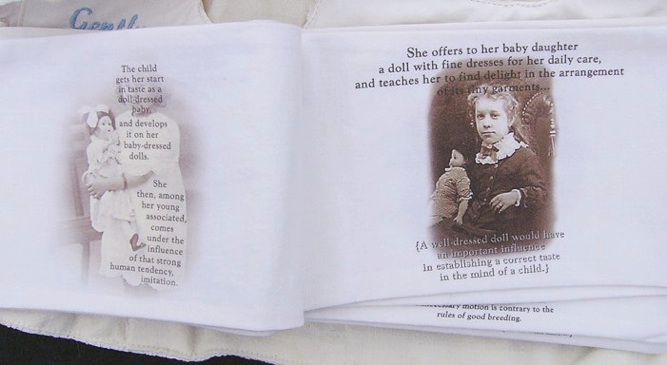 The child
gets her start
in taste as a
doll-dressed
baby,
and develops
it on her
baby-dressed
dolls.
She
then, among
her young
associated,
comes
under the
influence
of that strong
human tendency,
imitation.
She offers to her baby daughter
a doll with fine dresses for her daily care,
and teaches her to find delight in the arrangement
of its tiny garments...
{A well-dressed doll would have
an important influence
in establishing a correct taste
in the mind of a child.}
motion is contrary to the
rules of good breeding.